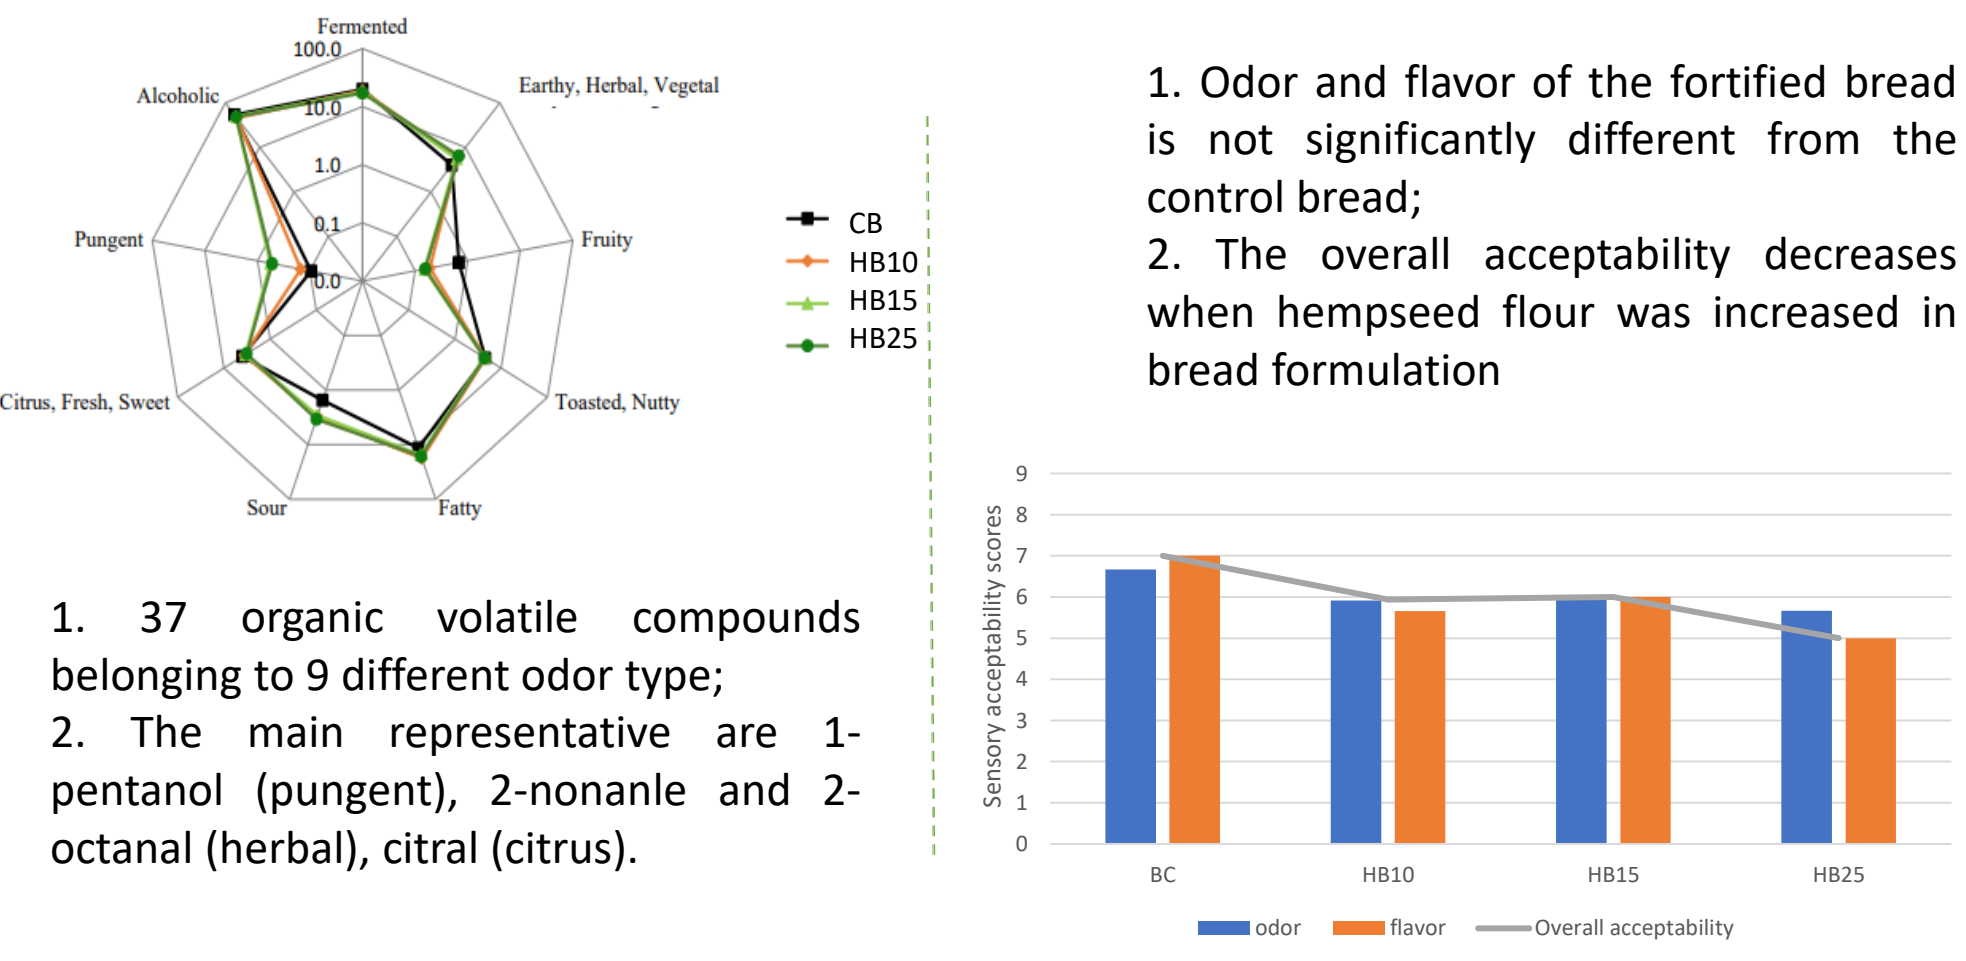 Fermented
100.0
Alcoholic
Earthy, Herbal, Vegetal
10.0
1.0
0.1
0.0
Pungent
Fruity
Citrus, Fresh, Sweet
Toasted, Nutty
Sour
Fatty
CB
HB10
HB15
HB25
1. 37 organic volatile compounds
belonging to 9 different odor type;
2. The main representative are 1-
pentanol (pungent), 2-nonanle and 2-
octanal (herbal), citral (citrus).
1. Odor and flavor of the fortified bread
is not significantly different from the
control bread;
2. The overall acceptability decreases
when hempseed flour was increased in
bread formulation
Sensory acceptability scores
9
8
7
6
5
4
3
2
1
0
BC HB10 HB15 HB25
odor flavor Overall acceptability